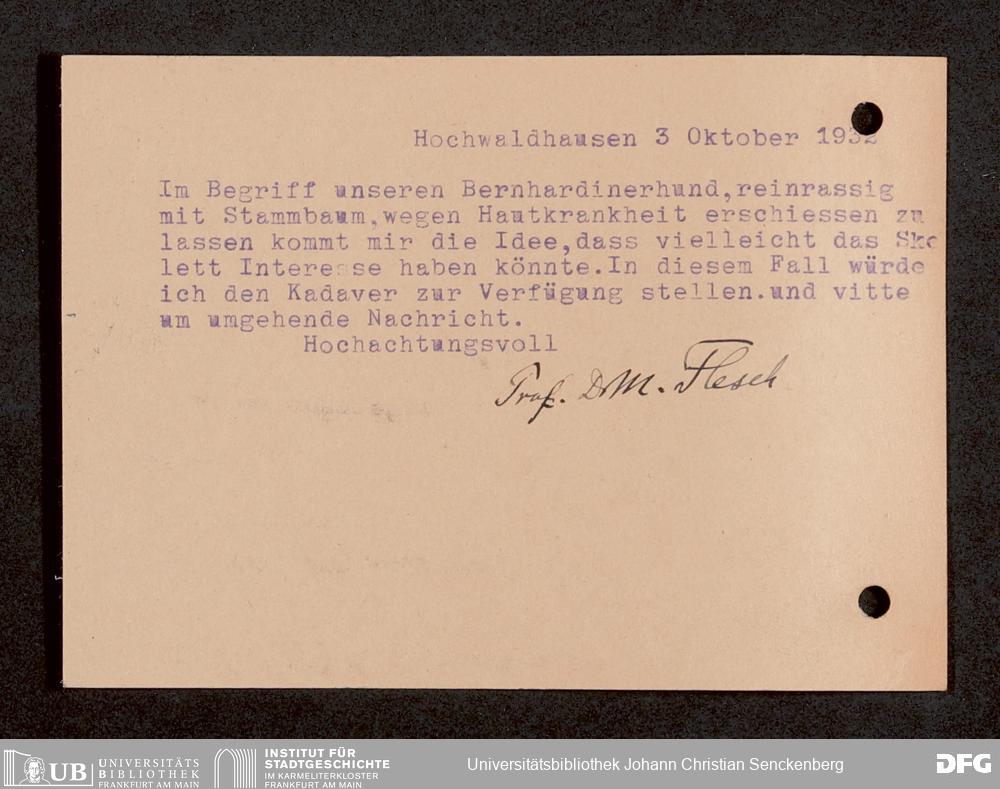 Hochwaldhausen 3 Oktober 1932
Im Begriff unseren Bernhardinerhund,reinrassig
mit Stammbaum,wegen Hautkrankheit erschiessen zu
lassen kommt mir die Idee,dass vielleicht das Ske
lett Interesse haben könnte.In diesem Fall würde
ich den Kadaver zur Verfügung stellen.und vitte
um umgehende Nachricht.
Hochachtungsvoll
Prof. Dr M. Flesch
UB UNIVERSITÄTS
BIBLIOTHEK
FRANKFURT AM MAIN
INSTITUT FÜR
STADTGESCHICHTE
IM KARMELITERKLOSTER
FRANKFURT AM MAIN
Universitätsbibliothek Johann Christian Senckenberg
DFG